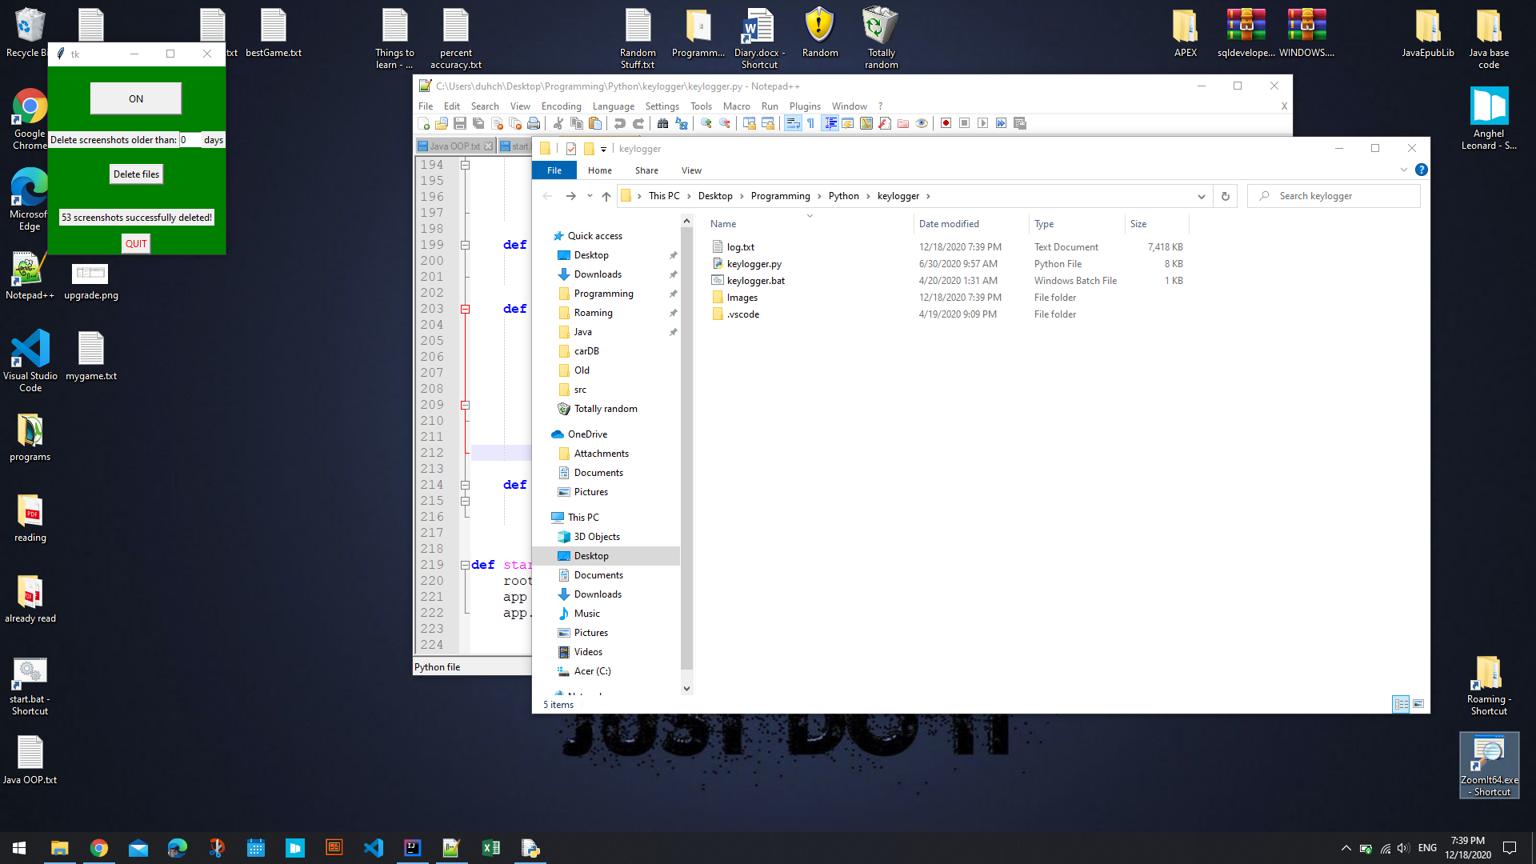 Recycle B
txt
bestGame.txt
Things to
learn - ...
percent
accuracy.txt
Random
Stuff.txt
Programm...
Diary.docx -
Shortcut
Random
Totally
random
APEX
sqldevelope...
WINDOWS....
JavaEpubLib
Java base
code
tk
ON
Delete screenshots older than: 0 days
Delete files
53 screenshots successfully deleted!
QUIT
Google
Chrome
Microsof
Edge
Notepad++
upgrade.png
Visual Studio
Code
mygame.txt
programs
reading
already read
start.bat -
Shortcut
Java OOP.txt
C:\Users\duhch\Desktop\Programming\Python\keylogger\keylogger.py - Notepad++
File Edit Search View Encoding Language Settings Tools Macro Run Plugins Window ? X
Java OOP.txt start.
194
195
196
197
198
199 def
200
201
202
203 def
204
205
206
207
208
209
210
211
212
213
214 def
215
216
217
218
219 def star
220 root
221 app
222 app.
223
224
Python file
keylogger
File Home Share View
This PC Desktop Programming Python keylogger
Search keylogger
Quick access
Desktop
Downloads
Programming
Roaming
Java
carDB
Old
src
Totally random
OneDrive
Attachments
Documents
Pictures
This PC
3D Objects
Desktop
Documents
Downloads
Music
Pictures
Videos
Acer (C:)
Name Date modified Type Size
log.txt 12/18/2020 7:39 PM Text Document 7,418 KB
keylogger.py 6/30/2020 9:57 AM Python File 8 KB
keylogger.bat 4/20/2020 1:31 AM Windows Batch File 1 KB
Images 12/18/2020 7:39 PM File folder
.vscode 4/19/2020 9:09 PM File folder
5 items
JUST DO IT
Anghel
Leonard - S...
Roaming -
Shortcut
ZoomIt64.exe
- Shortcut
ENG
7:39 PM
12/18/2020